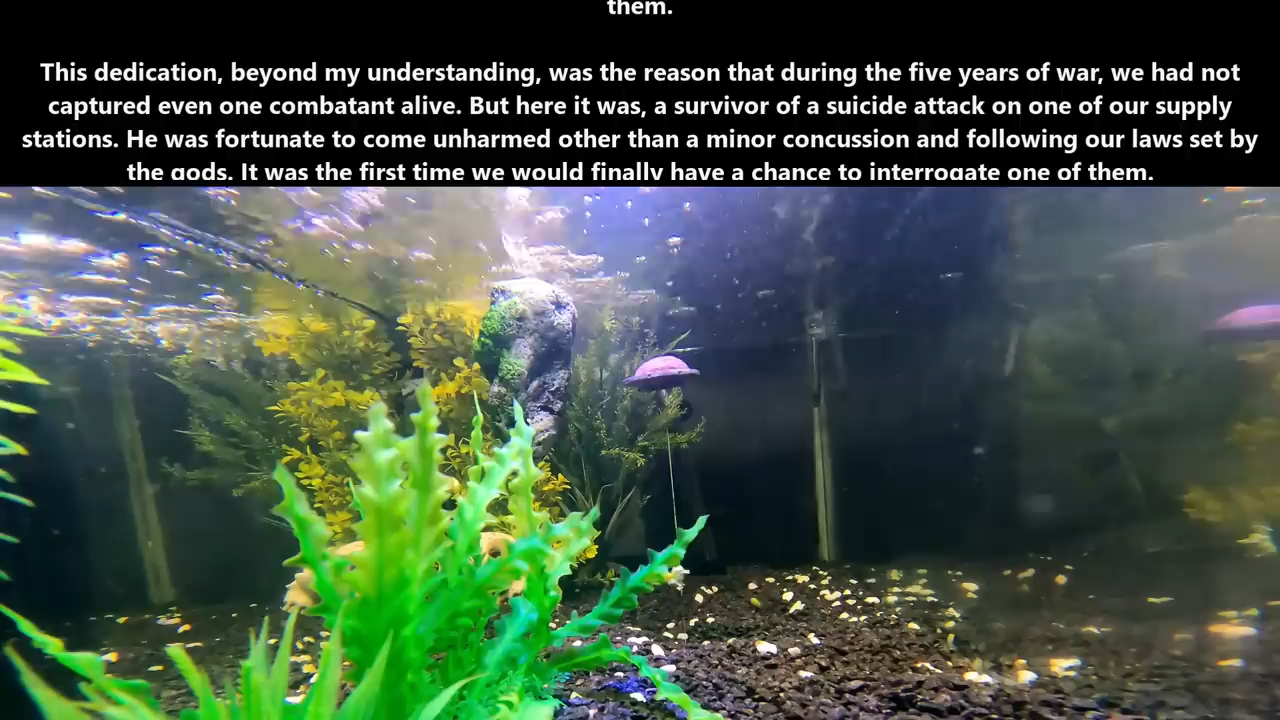 them.
This dedication, beyond my understanding, was the reason that during the five years of war, we had not
captured even one combatant alive. But here it was, a survivor of a suicide attack on one of our supply
stations. He was fortunate to come unharmed other than a minor concussion and following our laws set by
the gods. It was the first time we would finally have a chance to interrogate one of them.